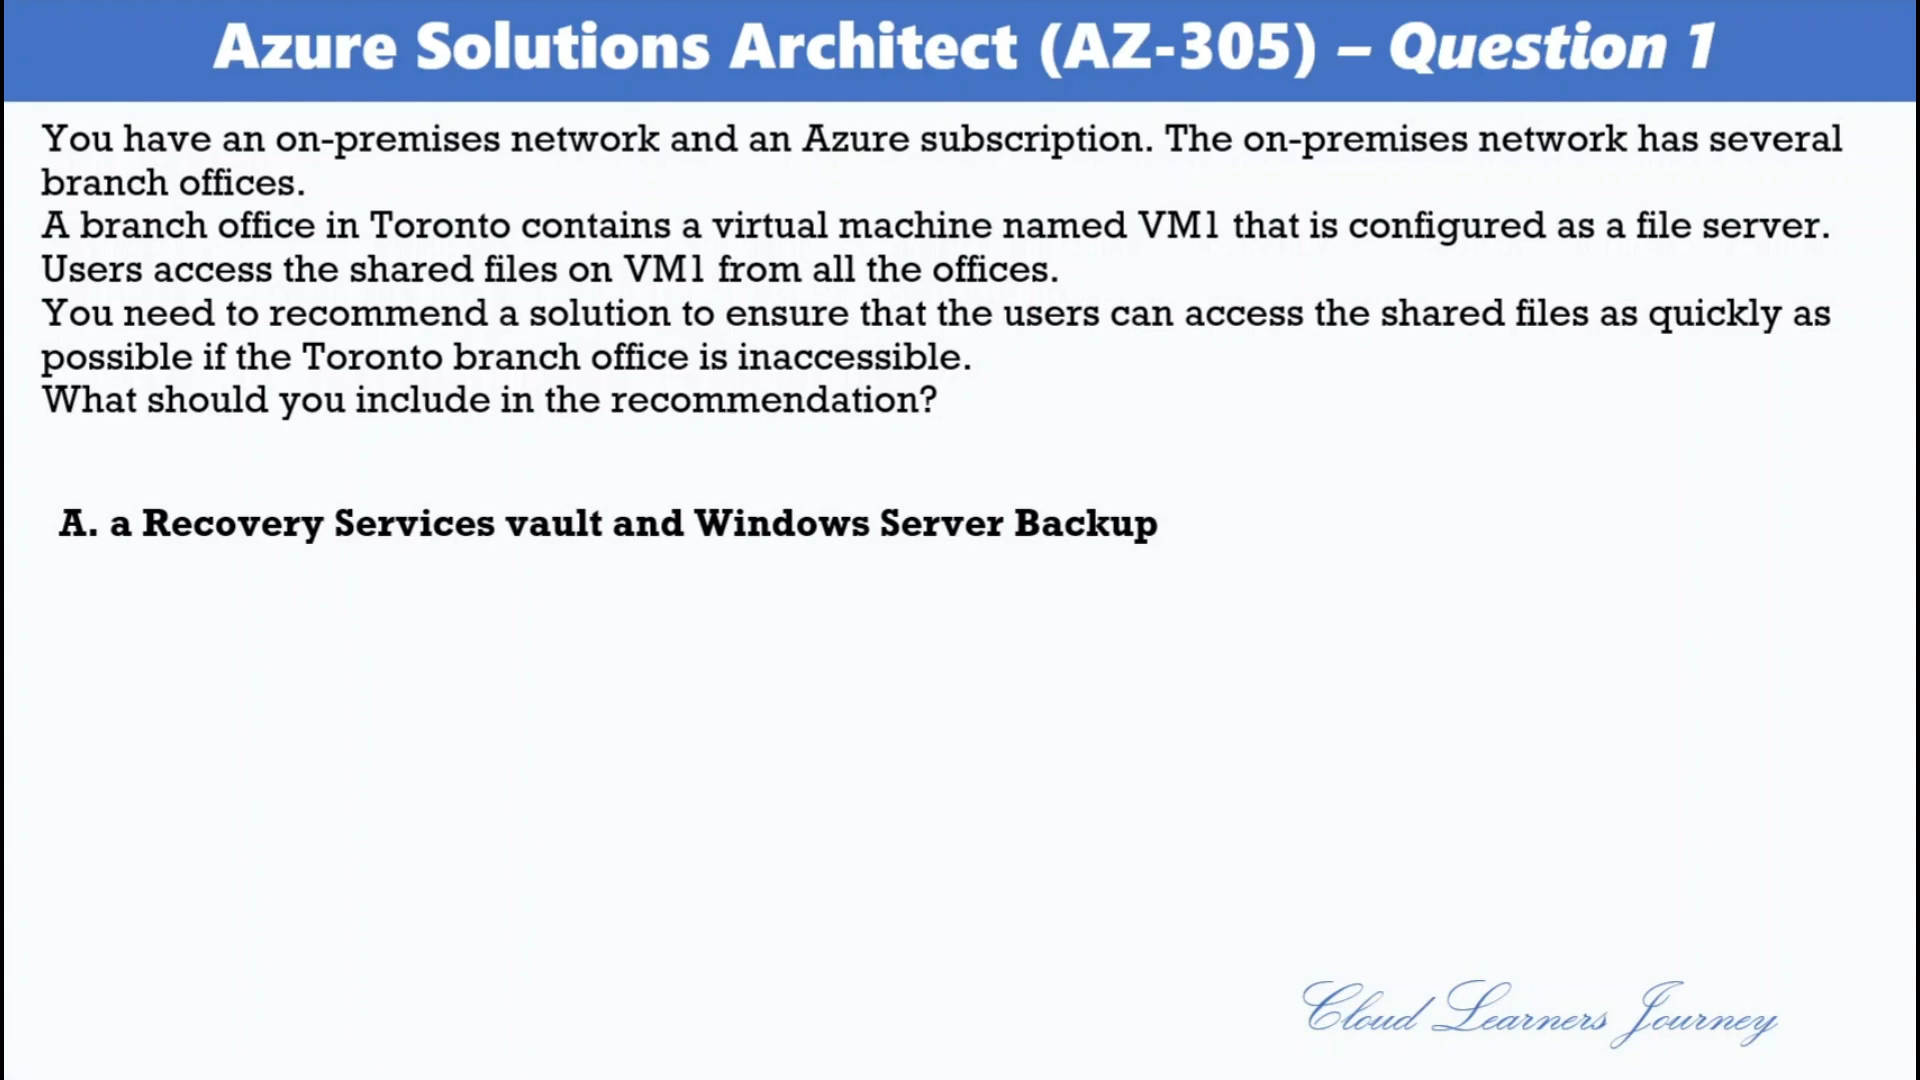 Azure Solutions Architect (AZ-305) – Question 1
You have an on-premises network and an Azure subscription. The on-premises network has several
branch offices.
A branch office in Toronto contains a virtual machine named VM1 that is configured as a file server.
Users access the shared files on VM1 from all the offices.
You need to recommend a solution to ensure that the users can access the shared files as quickly as
possible if the Toronto branch office is inaccessible.
What should you include in the recommendation?
A. a Recovery Services vault and Windows Server Backup
Cloud Learners Journey